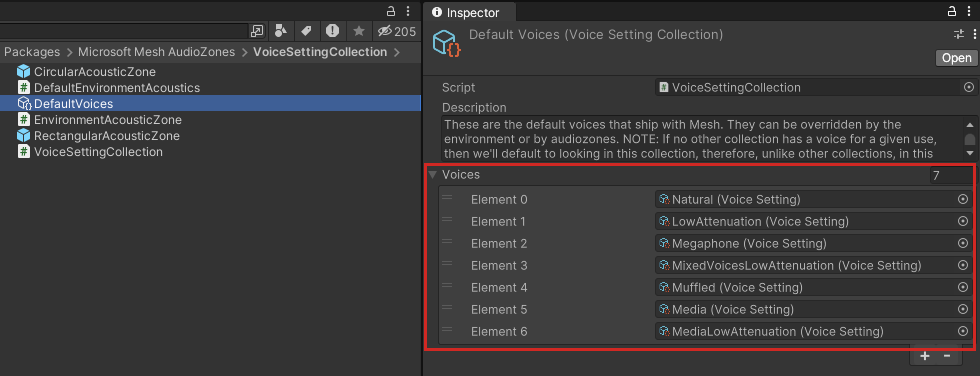 205
Packages > Microsoft Mesh AudioZones > VoiceSettingCollection >
CircularAcousticZone
# DefaultEnvironmentAcoustics
DefaultVoices
# EnvironmentAcousticZone
RectangularAcousticZone
# VoiceSettingCollection
Inspector
Default Voices (Voice Setting Collection)
Open
Script # VoiceSettingCollection
Description
These are the default voices that ship with Mesh. They can be overridden by the
environment or by audiozones. NOTE: If no other collection has a voice for a given use,
then we'll default to looking in this collection, therefore, unlike other collections, in this
Voices 7
Element 0 Natural (Voice Setting)
Element 1 LowAttenuation (Voice Setting)
Element 2 Megaphone (Voice Setting)
Element 3 MixedVoicesLowAttenuation (Voice Setting)
Element 4 Muffled (Voice Setting)
Element 5 Media (Voice Setting)
Element 6 MediaLowAttenuation (Voice Setting)
+ -